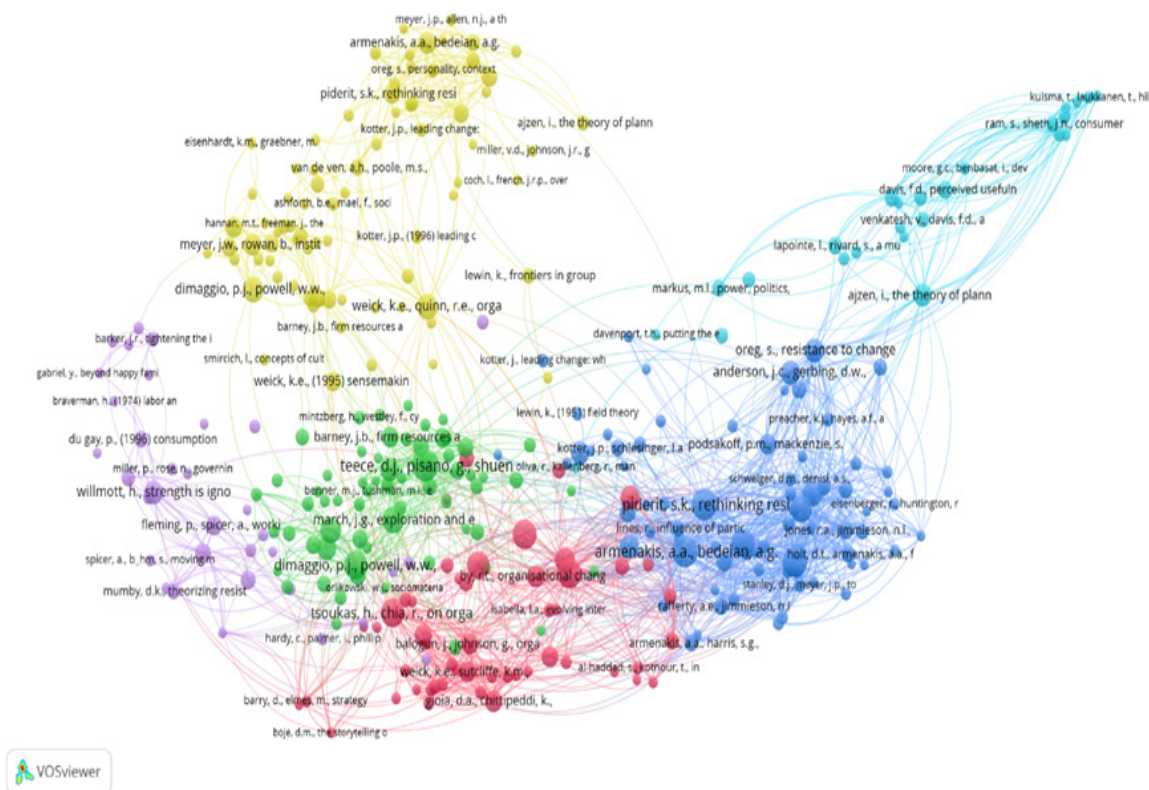 meyer, j.p., allen, n.j., a th
armenakis, a.a., bedeian, a.g.
oreg, s., personality, context
piderit, s.k., rethinking resi
kuisma, t., laukkanen, t., hil
ram, s., sheth, j.n., consumer
kotter, j.p., leading change:
ajzen, i., the theory of plann
eisenhardt, k.m., graebner, m.
miller, v.d., johnson, j.r., g
van de ven, a.h., poole, m.s.,
coch, l., french, j.r.p., over
moore, g.c., benbasat, i., dev
davis, f.d., perceived usefuln
ashforth, b.e., mael, f., soci
hannan, m.t., freeman, j., the
venkatesh, v., davis, f.d., a
meyer, j.w., rowan, b., instit
kotter, j.p., (1996) leading c
lapointe, l., rivard, s., a mu
lewin, k., frontiers in group
dimaggio, p.j., powell, w.w.,
markus, m.l., power, politics,
ajzen, i., the theory of plann
weick, k.e., quinn, r.e., orga
barney, j.b., firm resources a
barker, j.r., tightening the i
davenport, t.h., putting the e
smircich, l., concepts of cult
kotter, j., leading change: wh
oreg, s., resistance to change
gabriel, y., beyond happy fami
weick, k.e., (1995) sensemakin
anderson, j.c., gerbing, d.w.,
braverman, h., (1974) labor an
mintzberg, h., westley, f., cy
lewin, k., (1951) field theory
preacher, k.j., hayes, a.f., a
du gay, p., (1996) consumption
barney, j.b., firm resources a
kotter, j.p., schlesinger, l.a
podsakoff, p.m., mackenzie, s.
miller, p., rose, n., governin
teece, d.j., pisano, g., shuen
oliva, r., kallenberg, r., man
schweiger, d.m., denisi, a.s.,
willmott, h., strength is igno
benner, m.j., tushman, m.l., e
piderit, s.k., rethinking resi
eisenberger, r., huntington, r
fleming, p., spicer, a., worki
march, j.g., exploration and e
lines, r., influence of partic
jones, r.a., jimmieson, n.l.,
spicer, a., b_hm, s., moving m
dimaggio, p.j., powell, w.w.,
armenakis, a.a., bedeian, a.g.
holt, d.t., armenakis, a.a., f
by, r.t., organisational chang
mumby, d.k., theorizing resist
orlikowski, w.j., sociomateria
stanley, d.j., meyer, j.p., to
tsoukas, h., chia, r., on orga
isabella, l.a., evolving inter
rafferty, a.e., jimmieson, n.l
hardy, c., palmer, i., phillip
balogun, j., johnson, g., orga
armenakis, a.a., harris, s.g.,
weick, k.e., sutcliffe, k.m.,
al-haddad, s., kotnour, t., in
barry, d., elmes, m., strategy
gioia, d.a., chittipeddi, k.,
boje, d.m., the storytelling o
VOSviewer